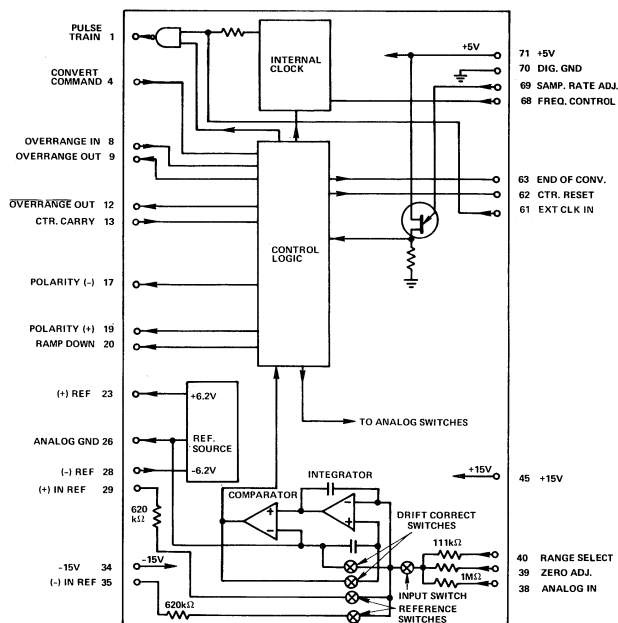 PULSE
TRAIN 1
INTERNAL
CLOCK
+5V
71 +5V
70 DIG. GND
CONVERT
COMMAND 4
69 SAMP. RATE ADJ.
68 FREQ. CONTROL
OVERRANGE IN 8
OVERRANGE OUT 9
63 END OF CONV.
62 CTR. RESET
61 EXT CLK IN
OVERRANGE OUT 12
CTR. CARRY 13
CONTROL
LOGIC
POLARITY (-) 17
POLARITY (+) 19
RAMP DOWN 20
(+) REF 23
+6.2V
TO ANALOG SWITCHES
ANALOG GND 26
REF.
SOURCE
(-) REF 28
-6.2V
+15V
45 +15V
(+) IN REF 29
INTEGRATOR
COMPARATOR
620
kΩ
+
-
-
+
DRIFT CORRECT
SWITCHES
111kΩ
40 RANGE SELECT
-15V 34
-15V
39 ZERO ADJ.
(-) IN REF 35
1MΩ
38 ANALOG IN
INPUT SWITCH
620kΩ
REFERENCE
SWITCHES